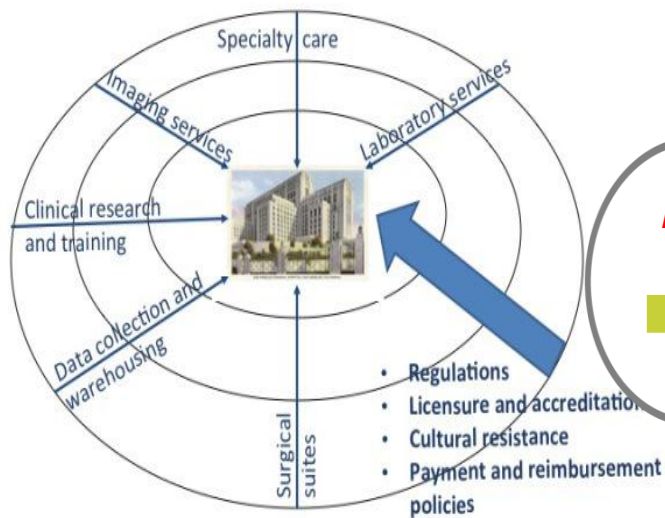 Specialty care
Imaging services
Laboratory services
Clinical research
and training
Data collection and
warehousing
Surgical
suites
• Regulations
• Licensure and accreditation
• Cultural resistance
• Payment and reimbursement
policies